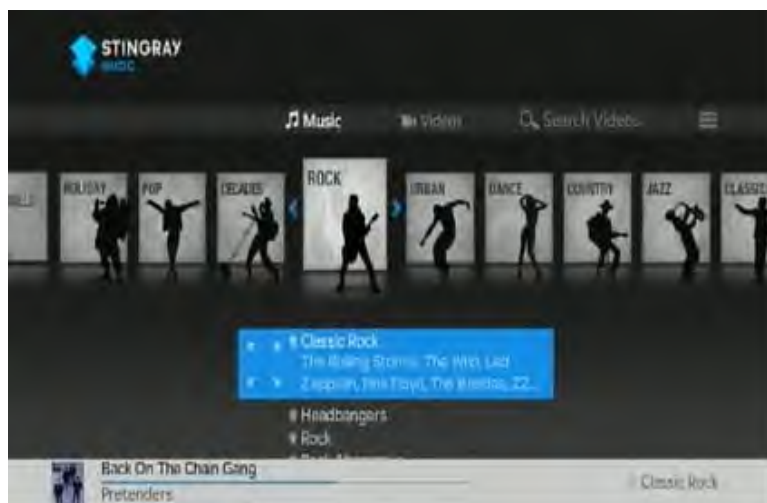 STINGRAY
MUSIC
Music Videos Search Videos
HOLIDAY POP DECADES ROCK URBAN DANCE COUNTRY JAZZ CLASSIC
# Classic Rock
The Rolling Stones, The Who, Led
Zeppelin, Pink Floyd, The Beatles, ZZ...
# Headbangers
# Rock
Back On The Chain Gang
Pretenders
Classic Rock